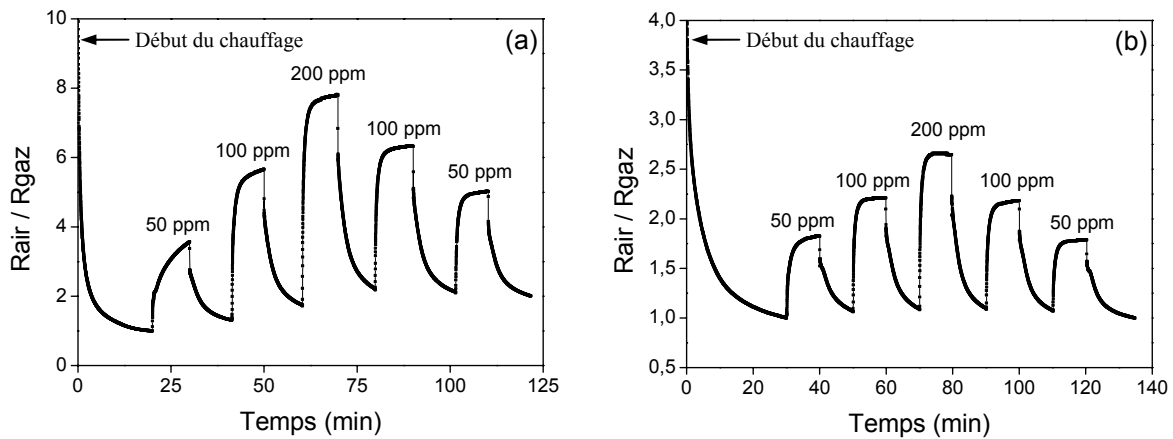 (a)
Début du chauffage
200 ppm
100 ppm
100 ppm
50 ppm
50 ppm
10
8
6
4
2
0
0 25 50 75 100 125
Rair / Rgaz
Temps (min)
(b)
Début du chauffage
200 ppm
100 ppm
100 ppm
50 ppm
50 ppm
4,0
3,5
3,0
2,5
2,0
1,5
1,0
0,5
0 20 40 60 80 100 120 140
Rair / Rgaz
Temps (min)